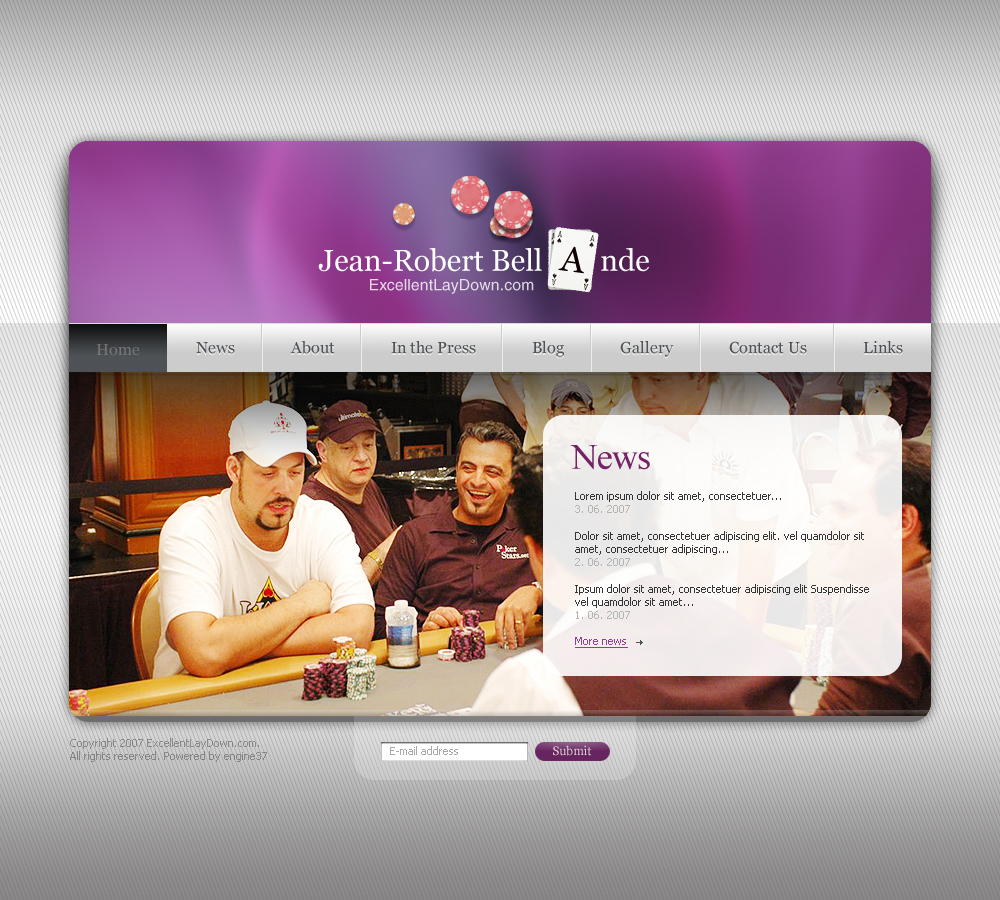 Jean-Robert Bell A nde
ExcellentLayDown.com
Home News About In the Press Blog Gallery Contact Us Links
News
Lorem ipsum dolor sit amet, consectetuer...
3. 06. 2007
Dolor sit amet, consectetuer adipiscing elit. vel quamdolor sit
amet, consectetuer adipiscing...
2. 06. 2007
Ipsum dolor sit amet, consectetuer adipiscing elit Suspendisse
vel quamdolor sit amet...
1. 06. 2007
More news
Poker
Stars.com
Copyright 2007 ExcellentLayDown.com.
All rights reserved. Powered by engine37
E-mail address
Submit